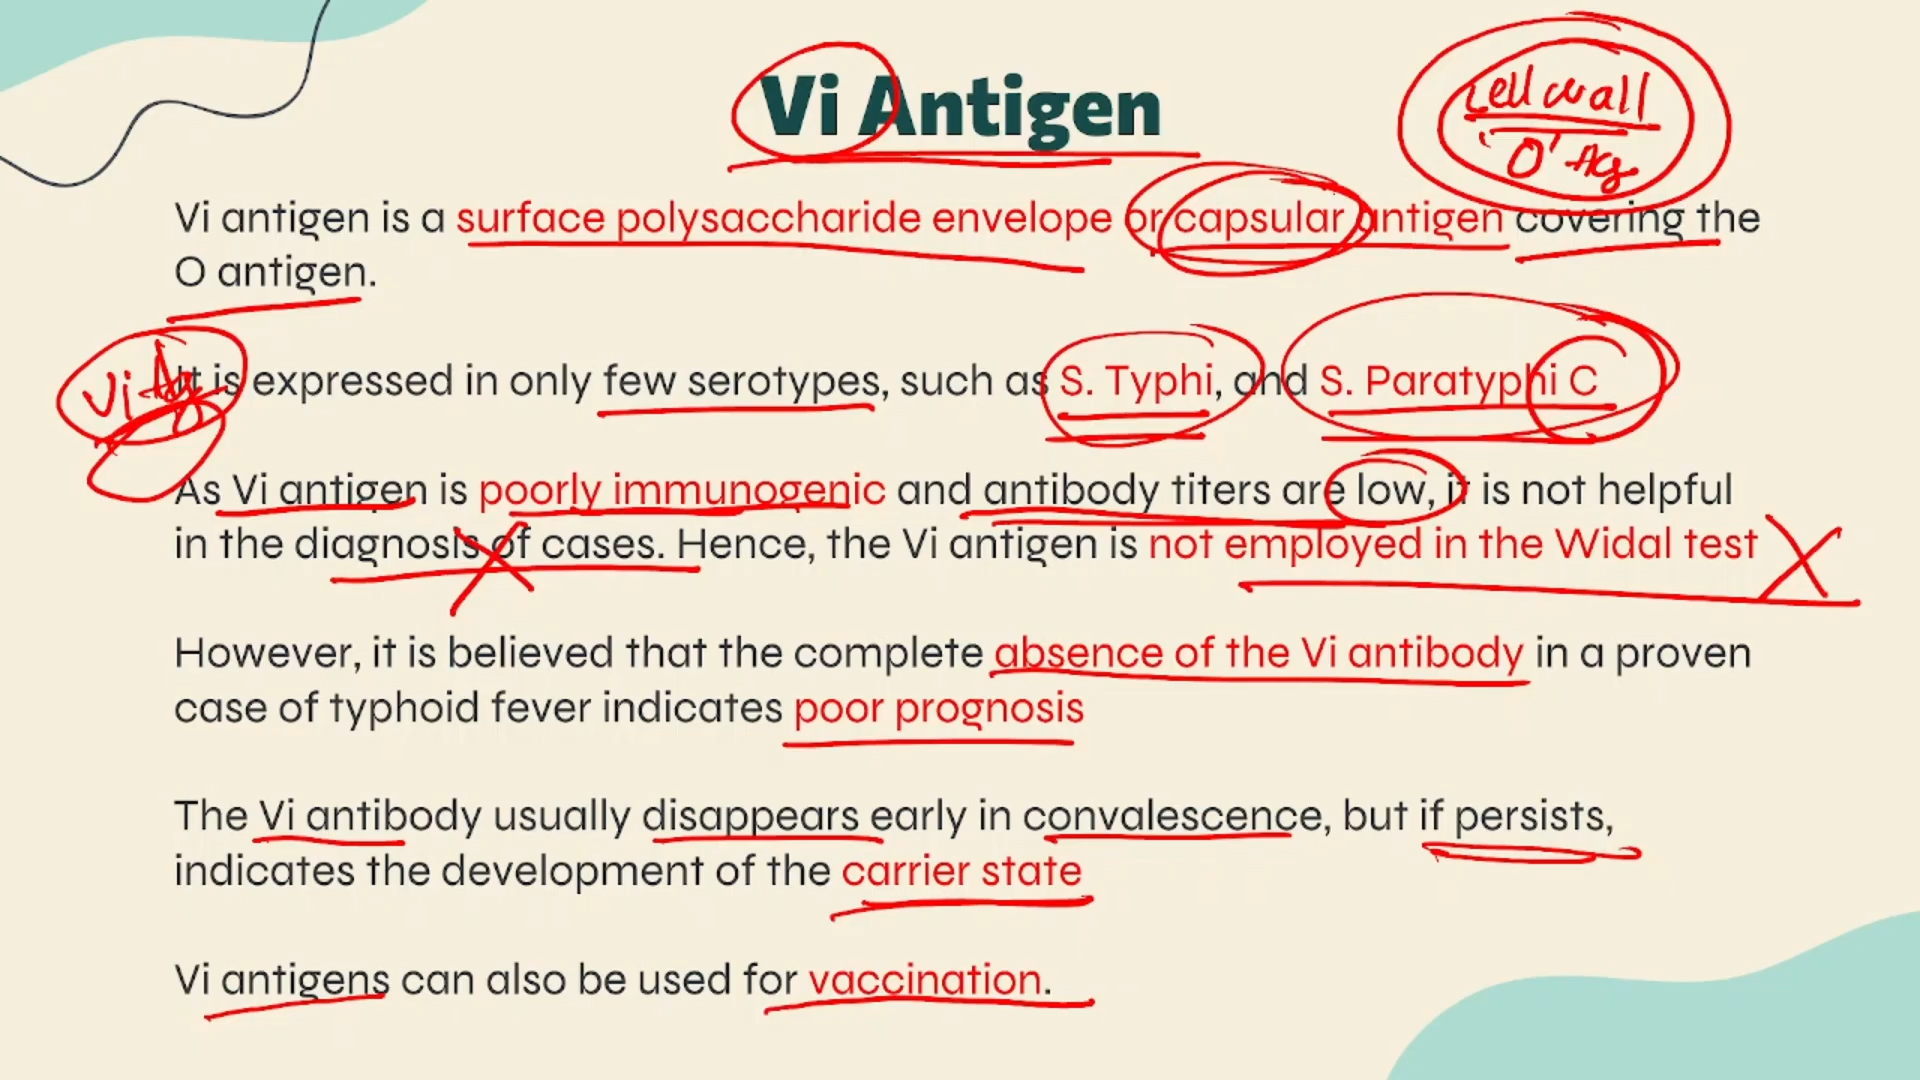 Vi Antigen
Cell wall
'O' Ag
Vi antigen is a surface polysaccharide envelope or capsular antigen covering the
O antigen.
Vi Ag
It is expressed in only few serotypes, such as S. Typhi, and S. Paratyphi C
As Vi antigen is poorly immunogenic and antibody titers are low, it is not helpful
in the diagnosis of cases. Hence, the Vi antigen is not employed in the Widal test
However, it is believed that the complete absence of the Vi antibody in a proven
case of typhoid fever indicates poor prognosis
The Vi antibody usually disappears early in convalescence, but if persists,
indicates the development of the carrier state
Vi antigens can also be used for vaccination.